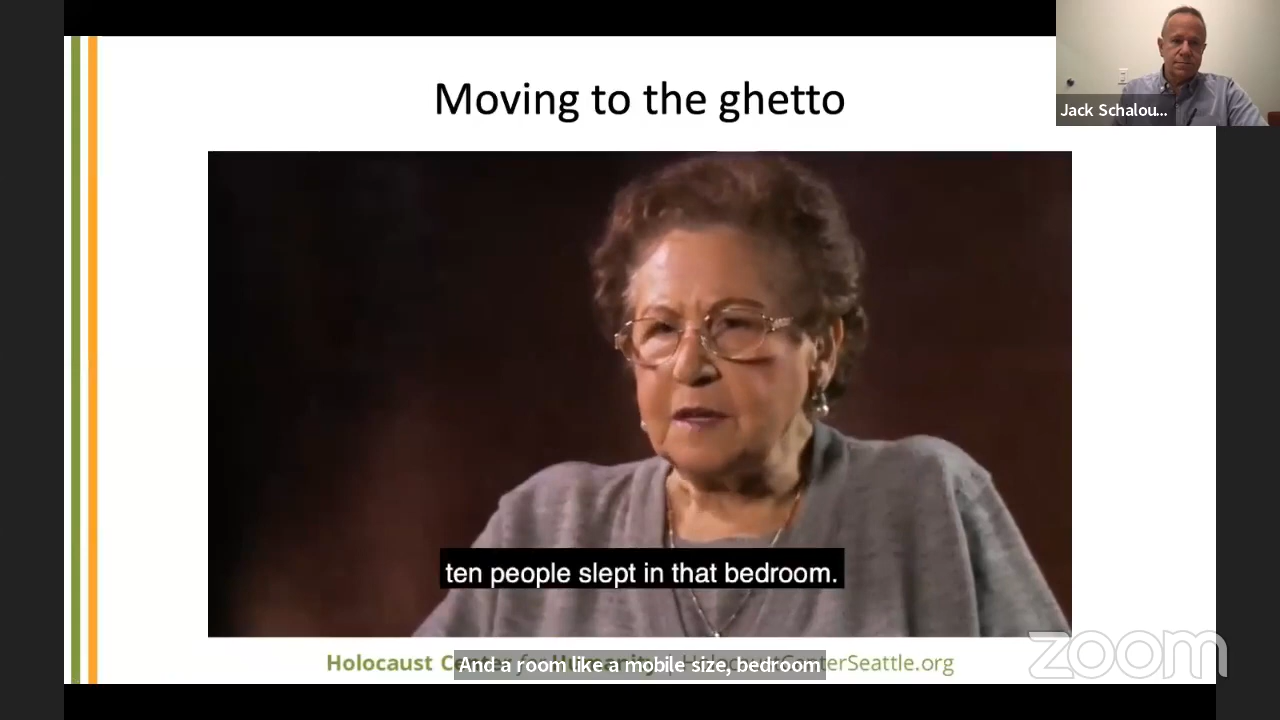 Moving to the ghetto
Jack Schalou...
ten people slept in that bedroom.
Holocaust
HolocaustCenterSeattle.org
And a room like a mobile size, bedroom
zoom